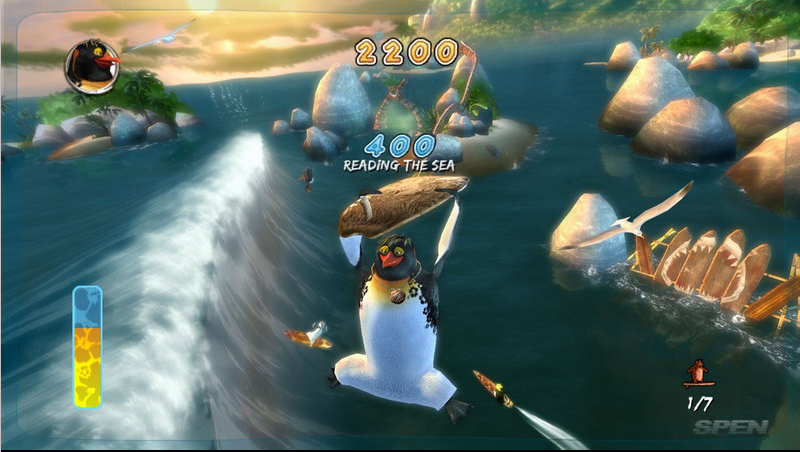 2200
400
READING THE SEA
1/7
SPEN